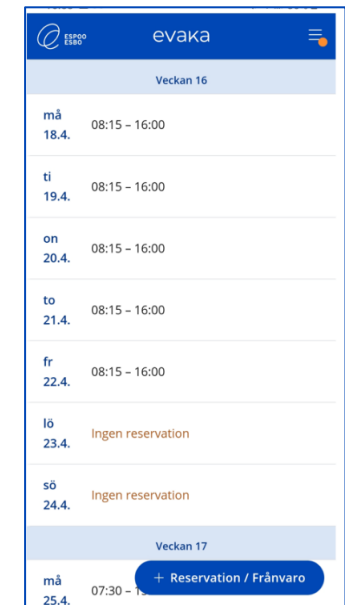 ESPOO
ESBO
evaka
Veckan 16
må
18.4.
08:15 – 16:00
ti
19.4.
08:15 – 16:00
on
20.4.
08:15 – 16:00
to
21.4.
08:15 – 16:00
fr
22.4.
08:15 – 16:00
lö
23.4.
Ingen reservation
sö
24.4.
Ingen reservation
Veckan 17
må
25.4.
07:30 –
+ Reservation / Frånvaro